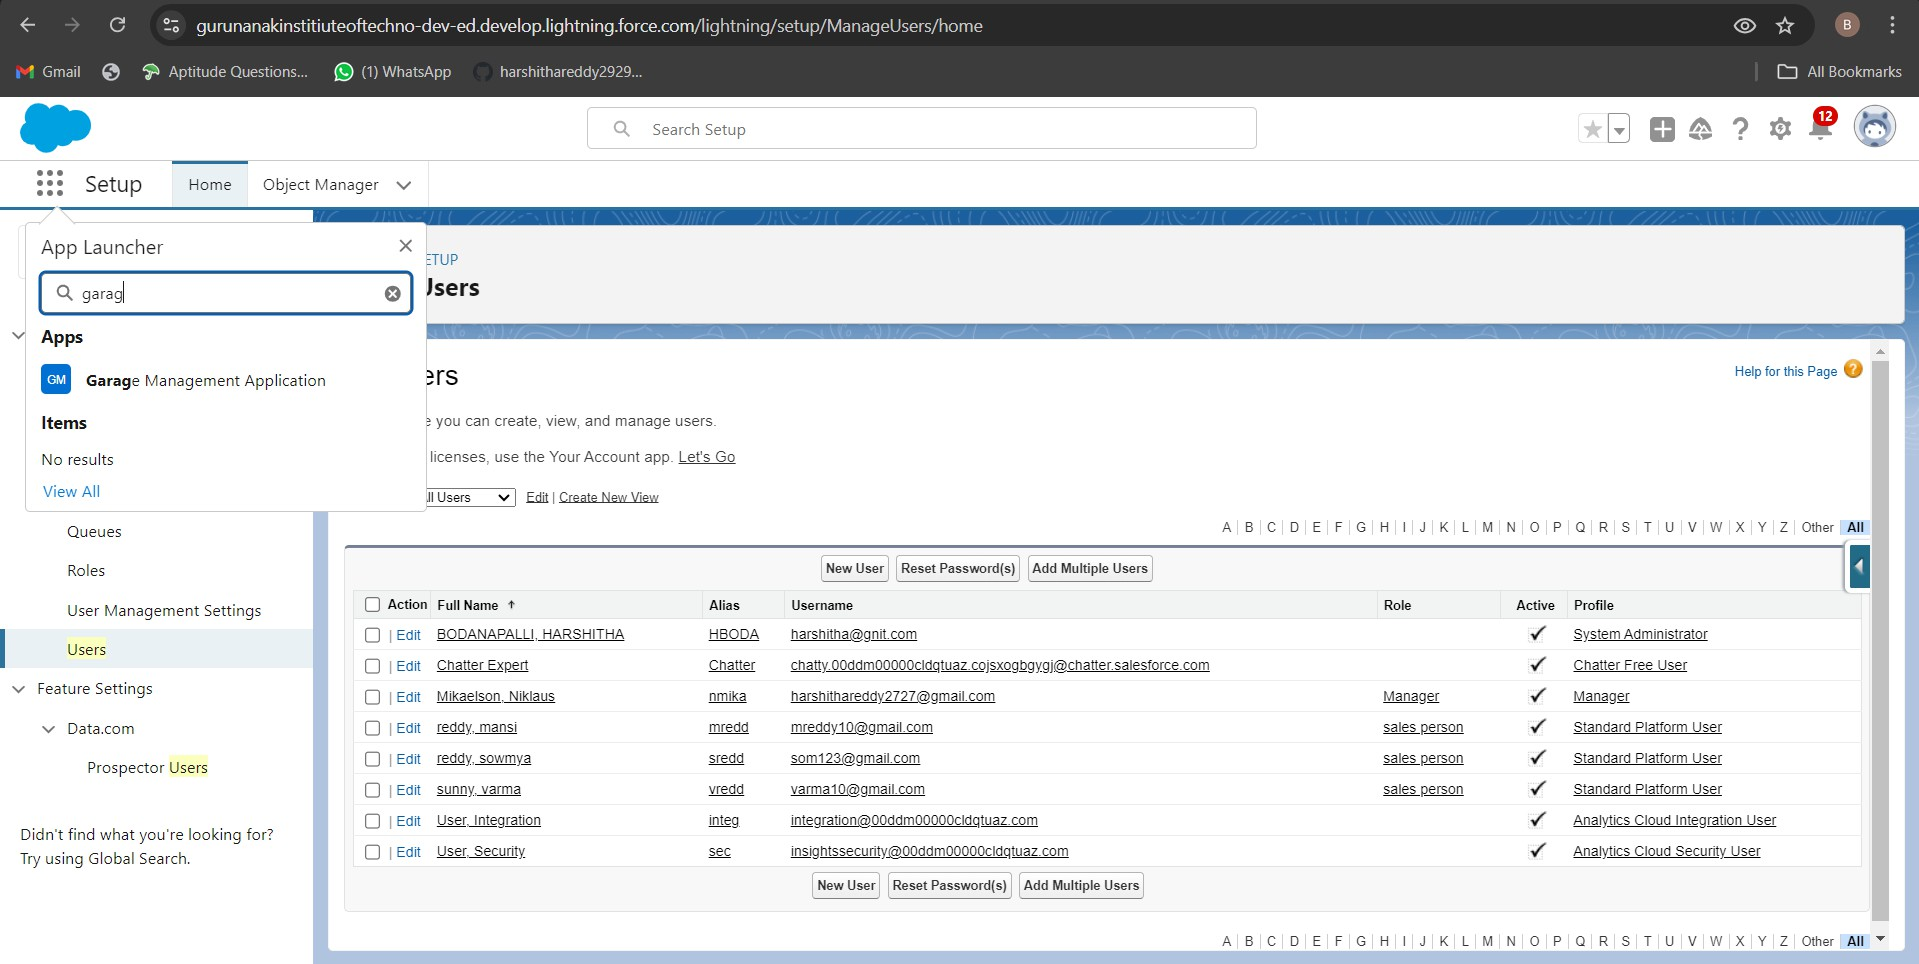 gurunanakinstitiuteoftechno-dev-ed.develop.lightning.force.com/lightning/setup/ManageUsers/home
B
Gmail
Aptitude Questions...
(1) WhatsApp
harshithareddy2929...
All Bookmarks
Search Setup
12
Setup
Home
Object Manager
App Launcher
garag
Apps
GM
Garage Management Application
Items
No results
View All
Queues
Roles
User Management Settings
Users
Feature Settings
Data.com
Prospector Users
Didn't find what you're looking for?
Try using Global Search.
ETUP
Users
ers
Help for this Page
e you can create, view, and manage users.
licenses, use the Your Account app. Let's Go
ll Users Edit | Create New View
A | B | C | D | E | F | G | H | I | J | K | L | M | N | O | P | Q | R | S | T | U | V | W | X | Y | Z | Other | All
New User Reset Password(s) Add Multiple Users
Action Full Name ↑ Alias Username Role Active Profile
| Edit BODANAPALLI, HARSHITHA HBODA harshitha@gnit.com System Administrator
| Edit Chatter Expert Chatter chatty.00ddm00000cldqtuaz.cojsxogbgygj@chatter.salesforce.com Chatter Free User
| Edit Mikaelson, Niklaus nmika harshithareddy2727@gmail.com Manager Manager
| Edit reddy, mansi mredd mreddy10@gmail.com sales person Standard Platform User
| Edit reddy, sowmya sredd som123@gmail.com sales person Standard Platform User
| Edit sunny, varma vredd varma10@gmail.com sales person Standard Platform User
| Edit User, Integration integ integration@00ddm00000cldqtuaz.com Analytics Cloud Integration User
| Edit User, Security sec insightssecurity@00ddm00000cldqtuaz.com Analytics Cloud Security User
New User Reset Password(s) Add Multiple Users
A | B | C | D | E | F | G | H | I | J | K | L | M | N | O | P | Q | R | S | T | U | V | W | X | Y | Z | Other | All